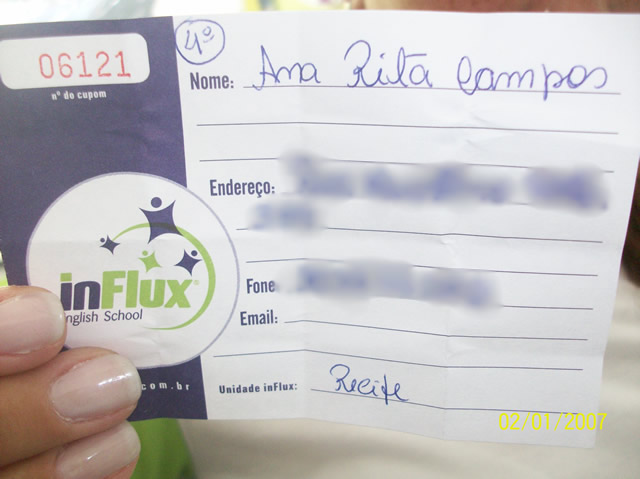 06121
nº do cupom
4º
Nome: Ana Rita Campos
Endereço:
Fone
Email:
Unidade inFlux: Recife
inFlux
nglish School
com.br
02/01/2007